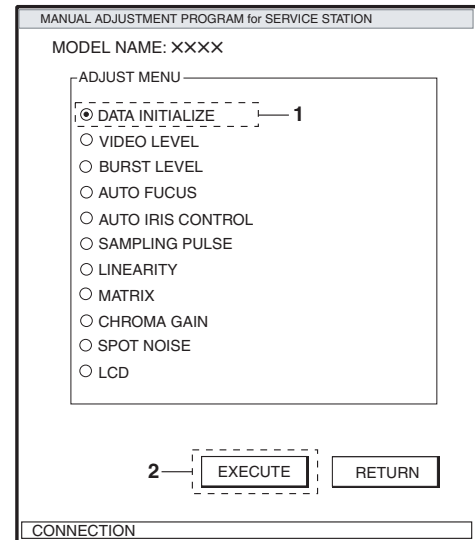 MANUAL ADJUSTMENT PROGRAM for SERVICE STATION
MODEL NAME: XXXX
ADJUST MENU
DATA INITIALIZE 1
VIDEO LEVEL
BURST LEVEL
AUTO FUCUS
AUTO IRIS CONTROL
SAMPLING PULSE
LINEARITY
MATRIX
CHROMA GAIN
SPOT NOISE
LCD
2 EXECUTE RETURN
CONNECTION